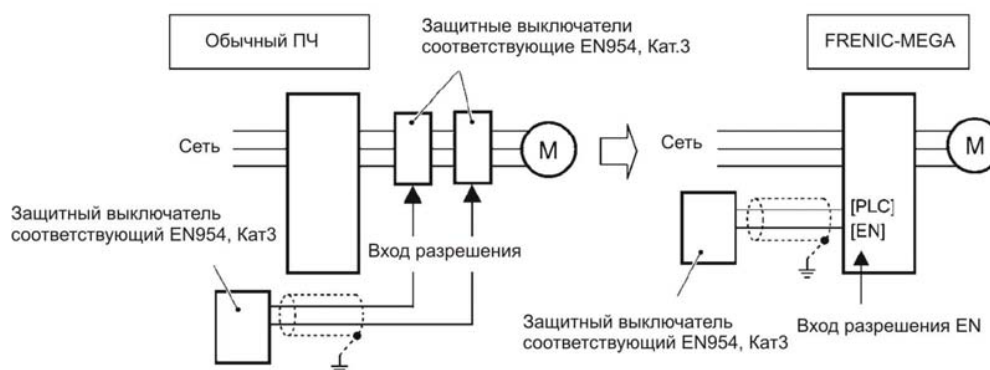 Обычный ПЧ
Защитные выключатели
соответствующие EN954, Кат.3
Сеть
M
Защитный выключатель
соответствующий EN954, Кат3
Вход разрешения
FRENIC-MEGA
Сеть
M
[PLC]
[EN]
Защитный выключатель
соответствующий EN954, Кат3
Вход разрешения EN